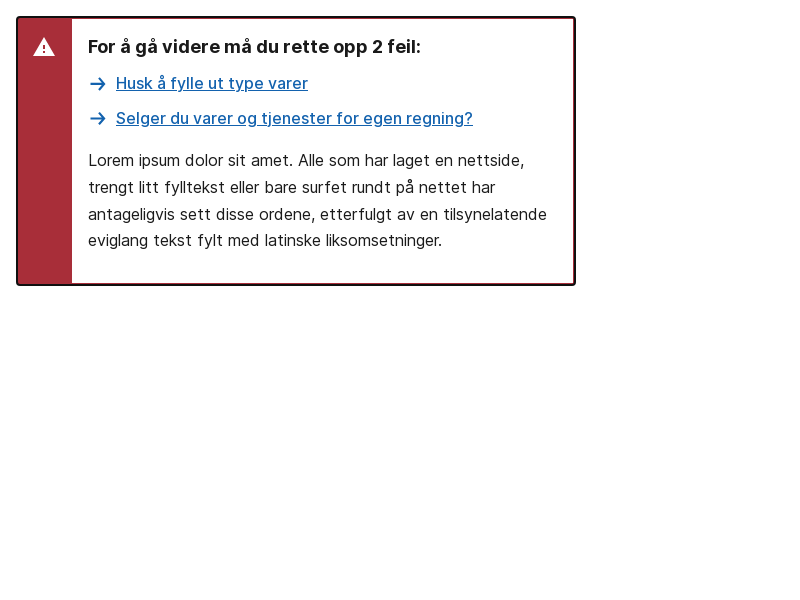 For å gå videre må du rette opp 2 feil:
Husk å fylle ut type varer
Selger du varer og tjenester for egen regning?
Lorem ipsum dolor sit amet. Alle som har laget en nettside,
trengt litt fylltekst eller bare surfet rundt på nettet har
antageligvis sett disse ordene, etterfulgt av en tilsynelatende
eviglang tekst fylt med latinske liksomsetninger.